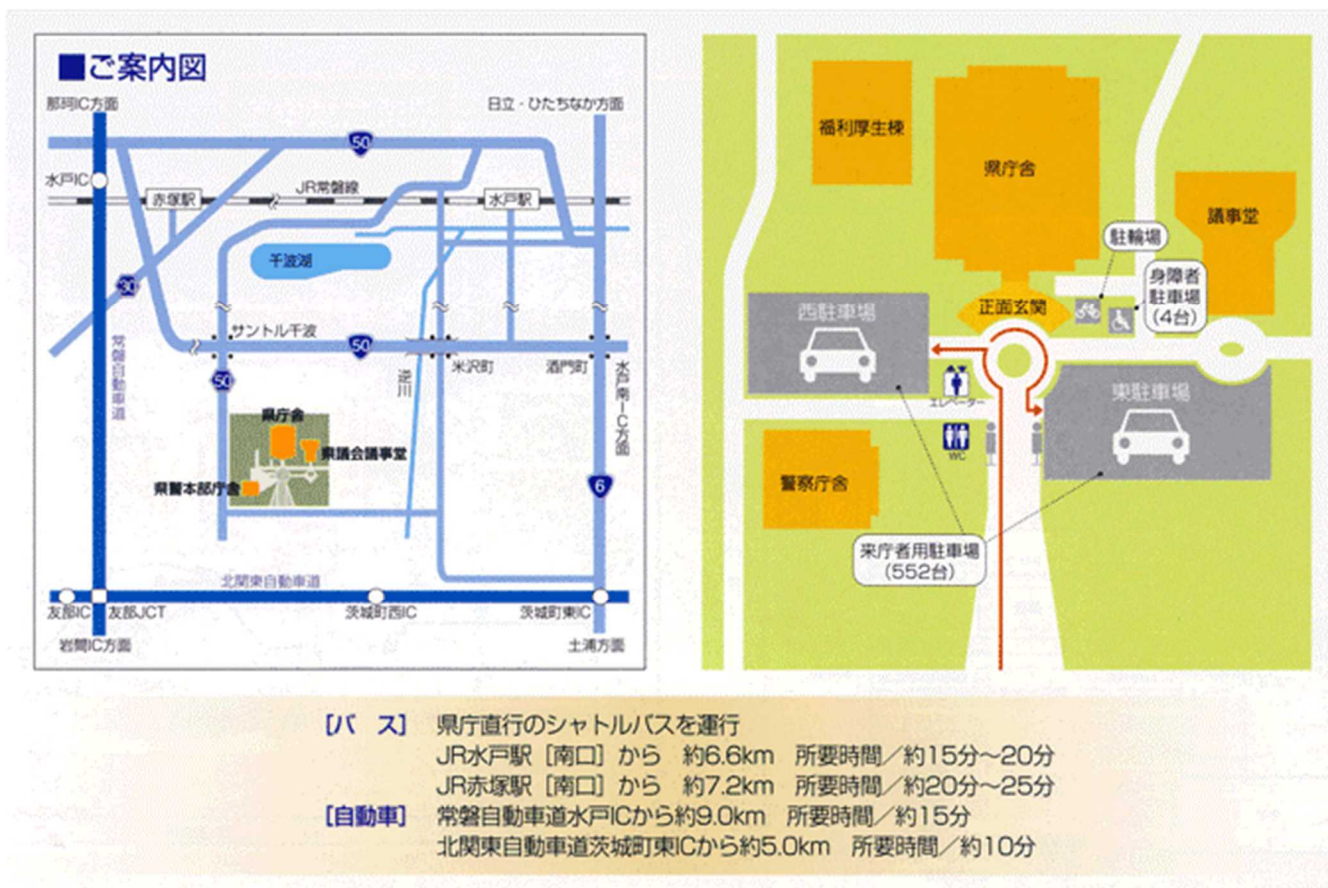 ■ご案内図
那珂IC方面
日立・ひたちなか方面
50
水戸IC
JR常磐線
赤塚駅
水戸駅
千波湖
30
サントル千波
50
米沢町
酒門町
50
常磐自動車道
逆川
水戸南IC方面
県庁舎
県議会議事堂
県警本部庁舎
6
北関東自動車道
友部IC
友部JCT
茨城町西IC
茨城町東IC
岩間IC方面
土浦方面
福利厚生棟
県庁舎
議事堂
駐輪場
身障者
駐車場
(4台)
正面玄関
西駐車場
エレベーター
東駐車場
WC
警察庁舎
来庁者用駐車場
(552台)
[バ ス] 県庁直行のシャトルバスを運行
JR水戸駅[南口]から 約6.6km 所要時間/約15分〜20分
JR赤塚駅[南口]から 約7.2km 所要時間/約20分〜25分
[自動車] 常磐自動車道水戸ICから約9.0km 所要時間/約15分
北関東自動車道茨城町東ICから約5.0km 所要時間/約10分